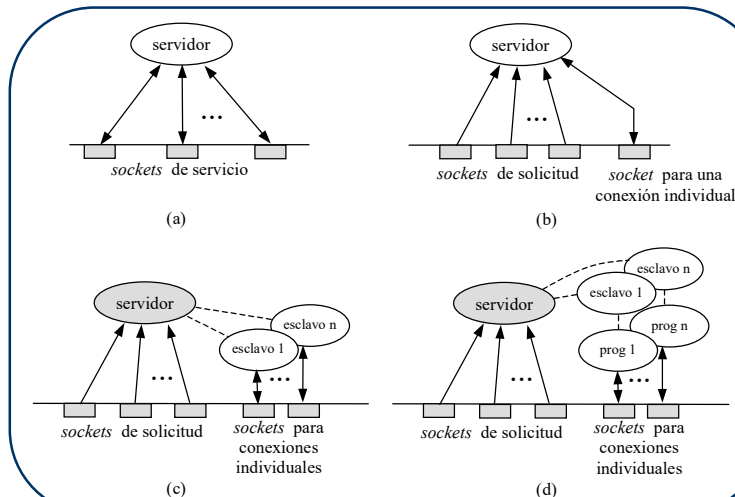 servidor
...
sockets de servicio
(a)
servidor
...
sockets de solicitud
socket para una
conexión individual
(b)
servidor
esclavo n
esclavo 1
...
...
sockets de solicitud
sockets para
conexiones
individuales
(c)
esclavo n
esclavo 1
servidor
prog n
prog 1
...
...
sockets de solicitud
sockets para
conexiones
individuales
(d)